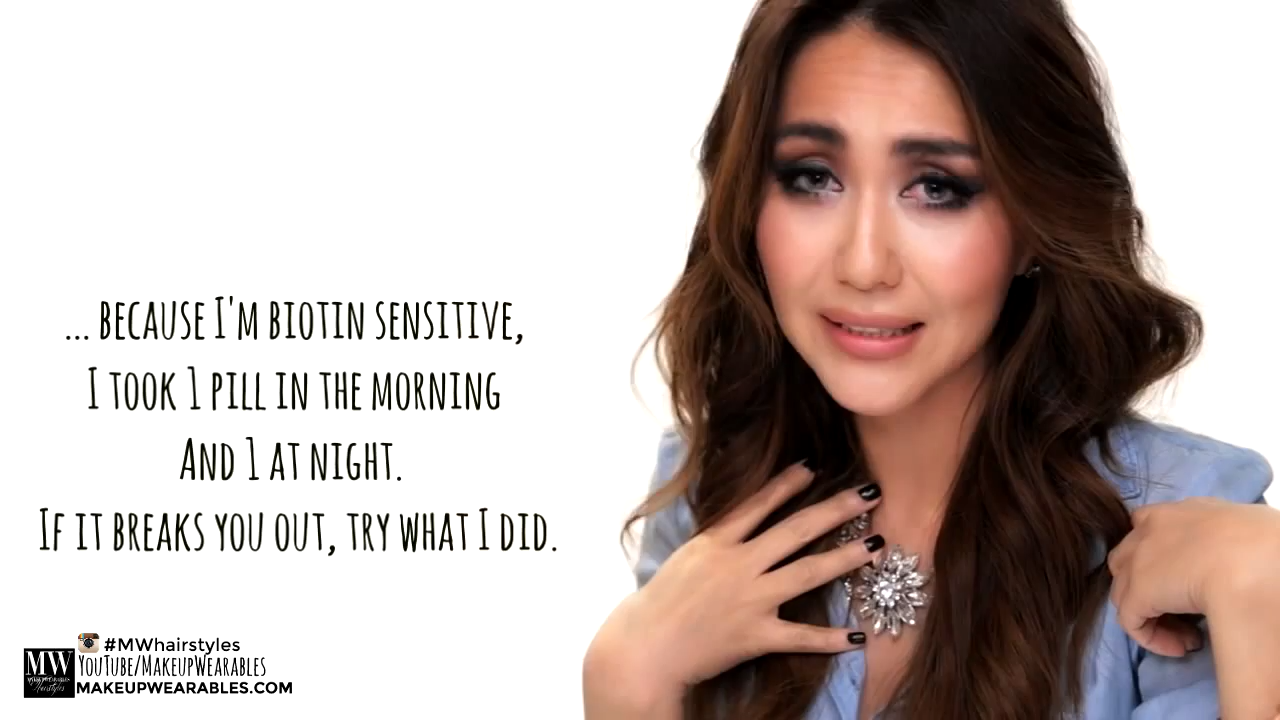 ... because I'm biotin sensitive,
I took 1 pill in the morning
And 1 at night.
If it breaks you out, try what I did.
#MWhairstyles
YouTube/MakeupWearables
MAKEUPWEARABLES.COM
MW
Hairstyles